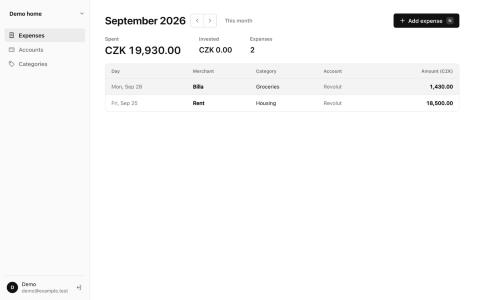 Demo home
Expenses
Accounts
Categories
September 2026
This month
Add expense N
Spent
CZK 19,930.00
Invested
CZK 0.00
Expenses
2
Day Merchant Category Account Amount (CZK)
Mon, Sep 28 Billa Groceries Revolut 1,430.00
Fri, Sep 25 Rent Housing Revolut 18,500.00
D
Demo
demo@example.test